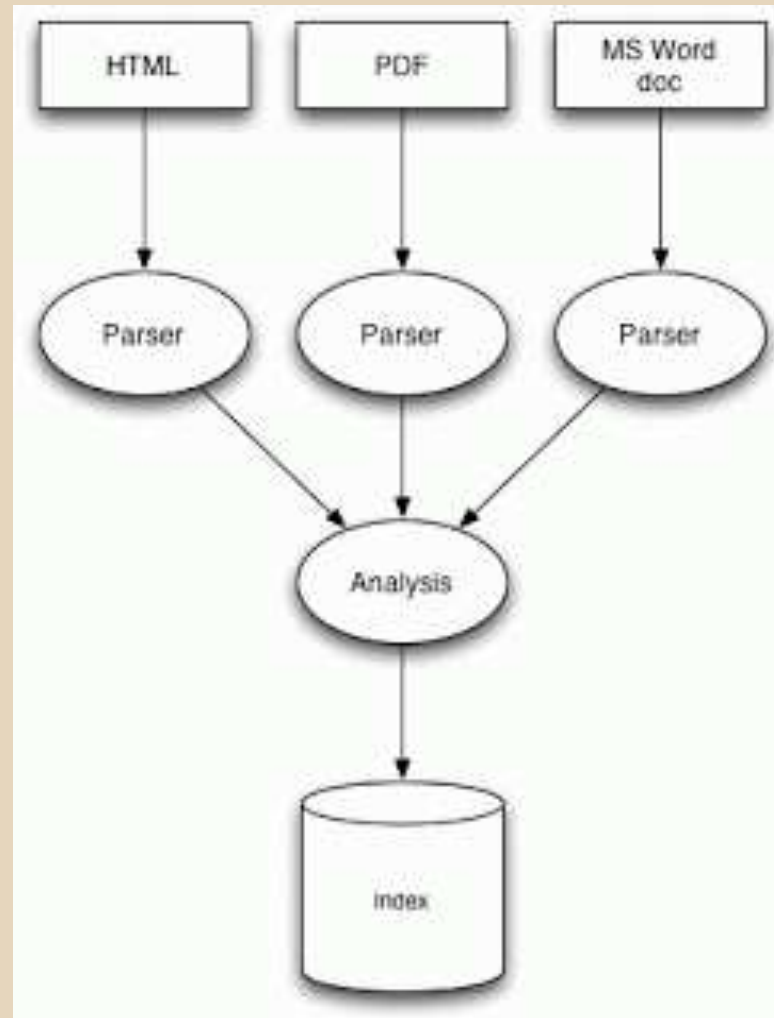 HTML
PDF
MS Word
doc
Parser
Parser
Parser
Analysis
Index